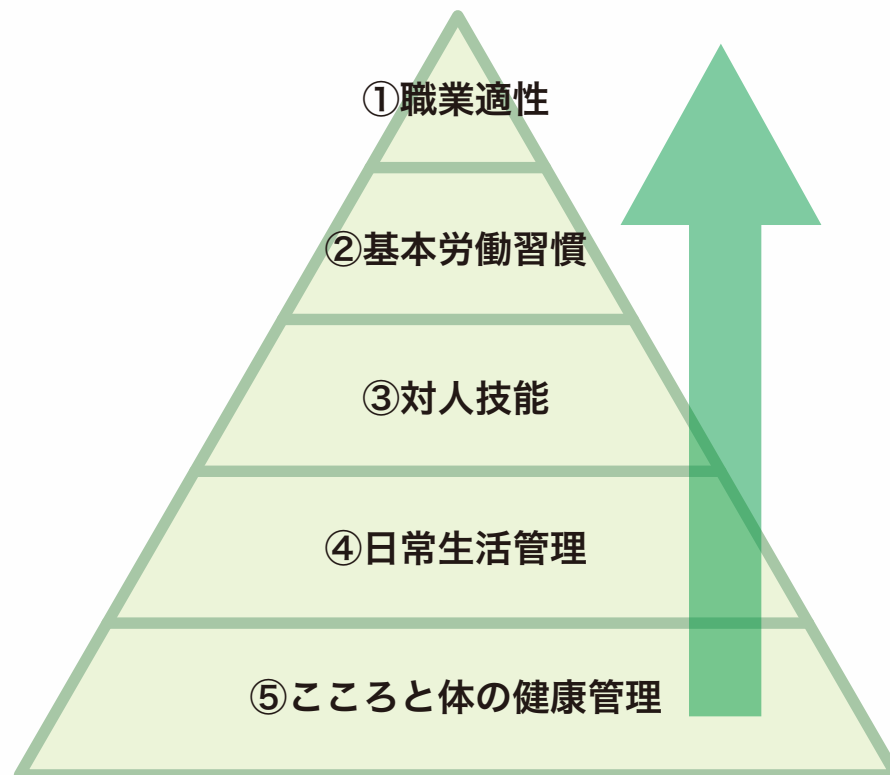 ①職業適性
②基本労働習慣
③対人技能
④日常生活管理
⑤こころと体の健康管理